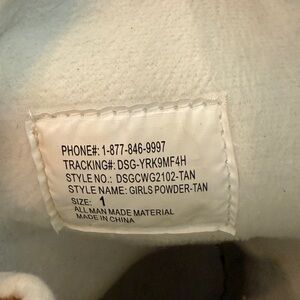 PHONE#: 1-877-846-9997
TRACKING#: DSG-YRK9MF4H
STYLE NO.: DSGCWG2102-TAN
STYLE NAME: GIRLS POWDER-TAN
SIZE: 1
ALL MAN MADE MATERIAL
MADE IN CHINA